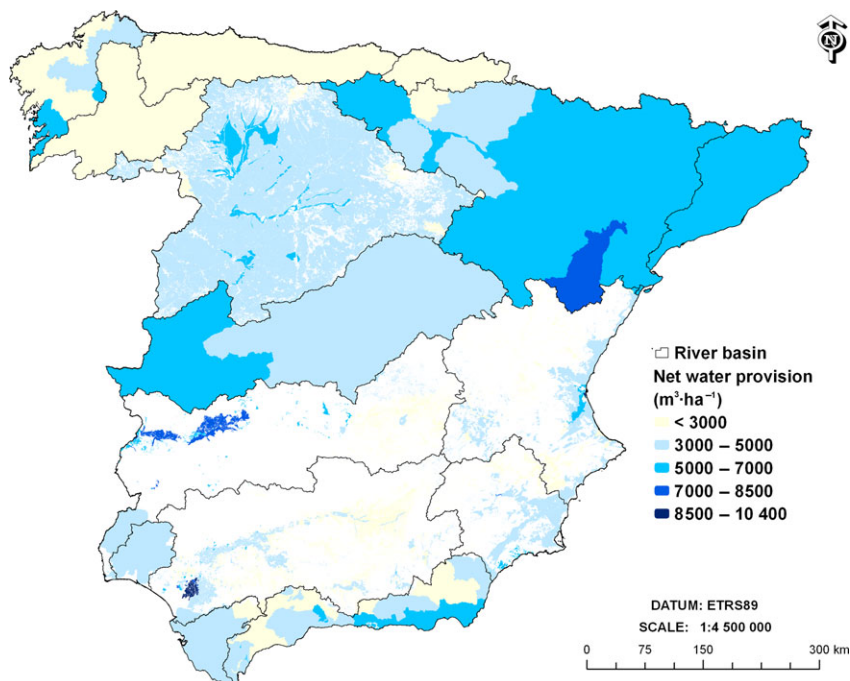 N
River basin
Net water provision
(m³·ha⁻¹)
< 3000
3000 – 5000
5000 – 7000
7000 – 8500
8500 – 10 400
DATUM: ETRS89
SCALE: 1:4 500 000
0 75 150 300 km